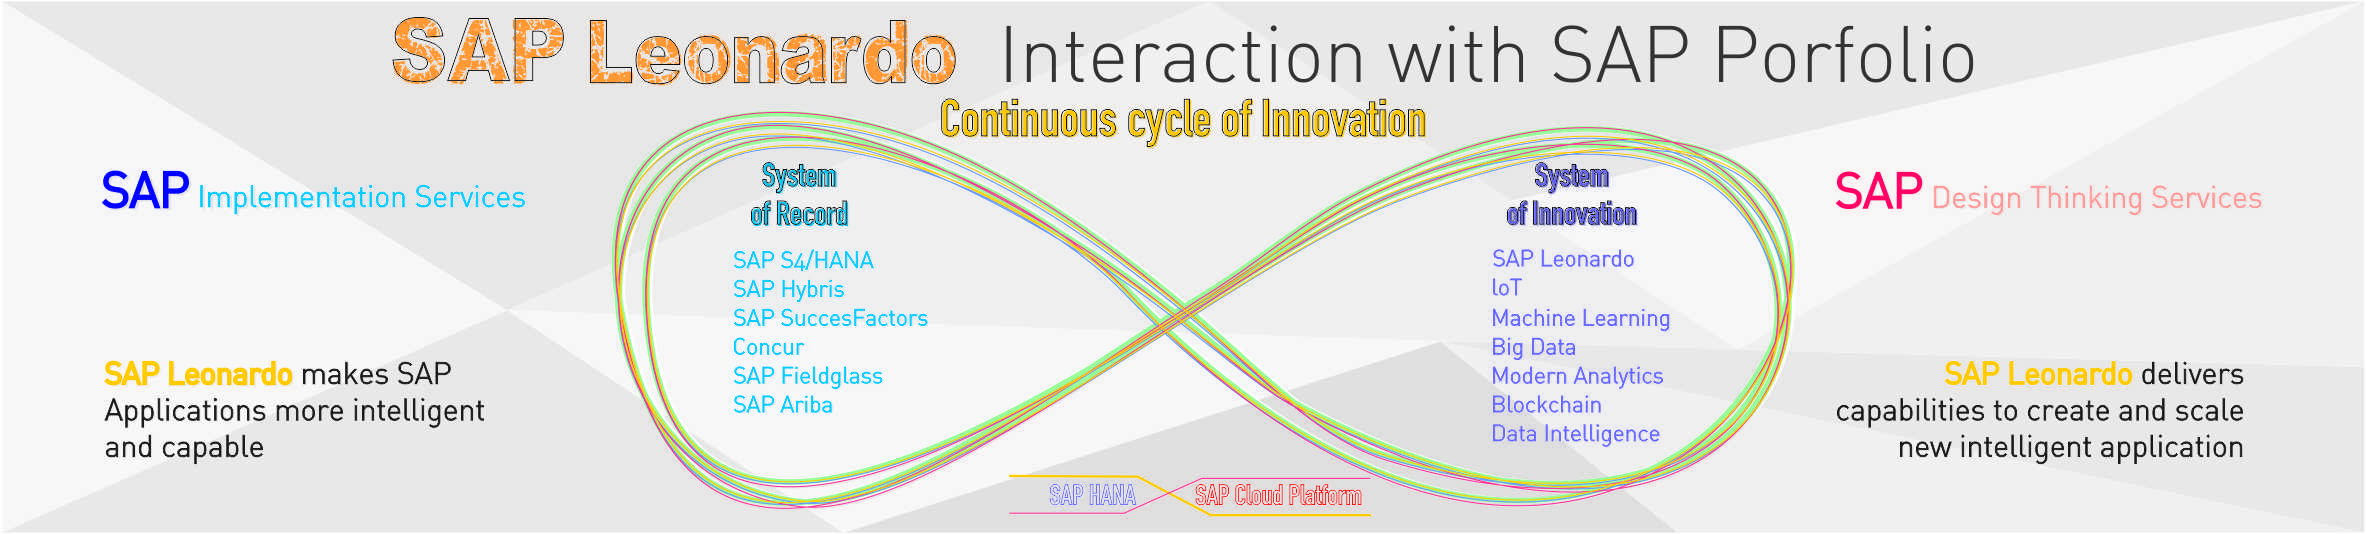 SAP Leonardo Interaction with SAP Porfolio
Continuous cycle of Innovation
SAP Implementation Services
SAP Leonardo makes SAP
Applications more intelligent
and capable
System
of Record
SAP S4/HANA
SAP Hybris
SAP SuccesFactors
Concur
SAP Fieldglass
SAP Ariba
System
of Innovation
SAP Leonardo
loT
Machine Learning
Big Data
Modern Analytics
Blockchain
Data Intelligence
SAP Design Thinking Services
SAP Leonardo delivers
capabilities to create and scale
new intelligent application
SAP HANA
SAP Cloud Platform